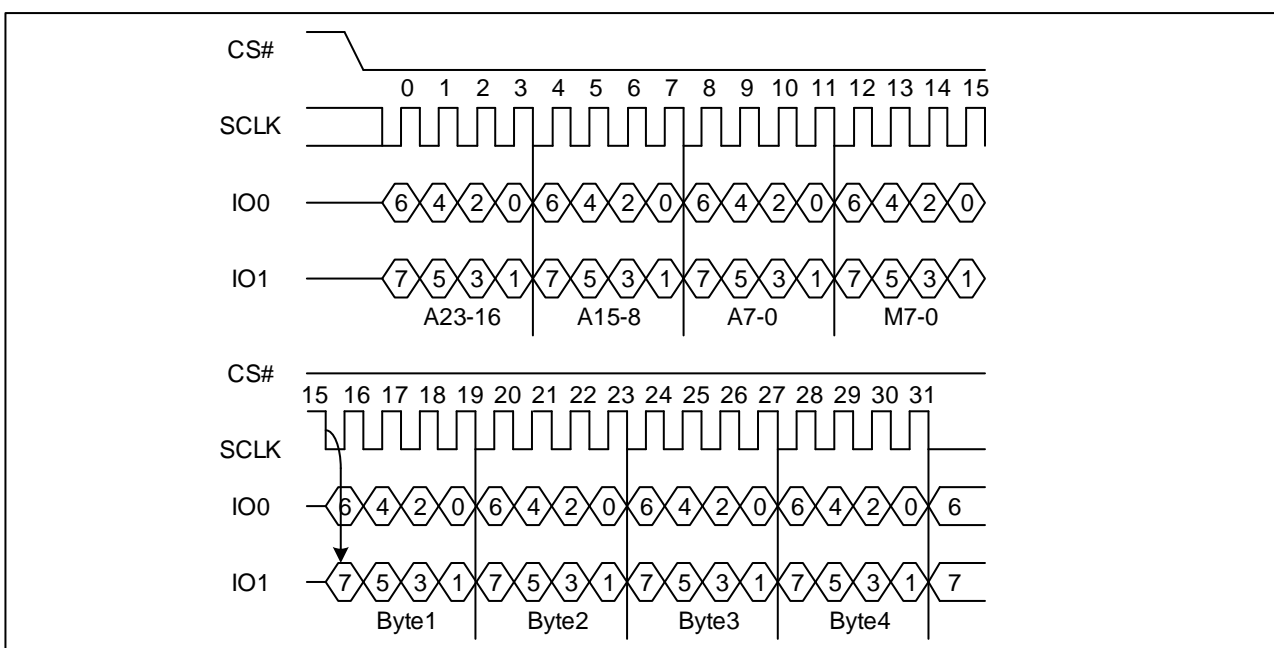 CS#
0 1 2 3 4 5 6 7 8 9 10 11 12 13 14 15
SCLK
IO0 6 4 2 0 6 4 2 0 6 4 2 0 6 4 2 0
IO1 7 5 3 1 7 5 3 1 7 5 3 1 7 5 3 1
A23-16 A15-8 A7-0 M7-0
CS#
15 16 17 18 19 20 21 22 23 24 25 26 27 28 29 30 31
SCLK
IO0 6 4 2 0 6 4 2 0 6 4 2 0 6 4 2 0 6
IO1 7 5 3 1 7 5 3 1 7 5 3 1 7 5 3 1 7
Byte1 Byte2 Byte3 Byte4